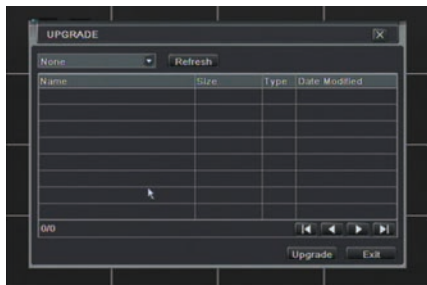 UPGRADE
None Refresh
Name Size Type Date Modified
0/0
Upgrade Exit